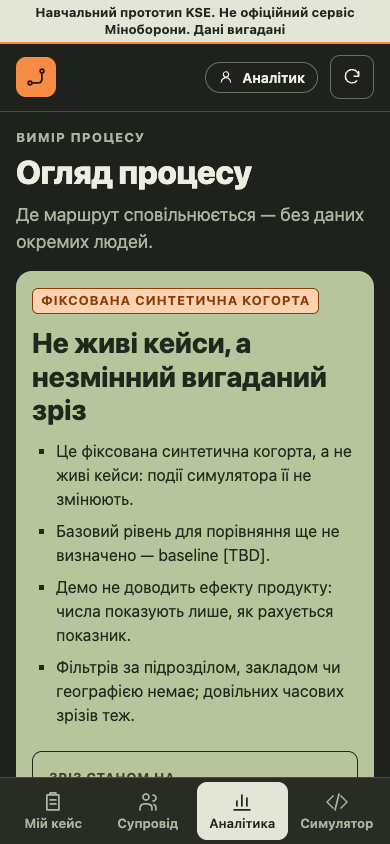 Навчальний прототип KSE. Не офіційний сервіс
Міноборони. Дані вигадані
Аналітик
ВИМІР ПРОЦЕСУ
Огляд процесу
Де маршрут сповільнюється — без даних
окремих людей.
ФІКСОВАНА СИНТЕТИЧНА КОГОРТА
Не живі кейси, а
незмінний вигаданий
зріз
Це фіксована синтетична когорта, а не
живі кейси: події симулятора її не
змінюють.
Базовий рівень для порівняння ще не
визначено — baseline [TBD].
Демо не доводить ефекту продукту:
числа показують лише, як рахується
показник.
Фільтрів за підрозділом, закладом чи
географією немає; довільних часових
зрізів теж.
ЗРІЗ СТАНОМ НА
Мій кейс
Супровід
Аналітика
Симулятор